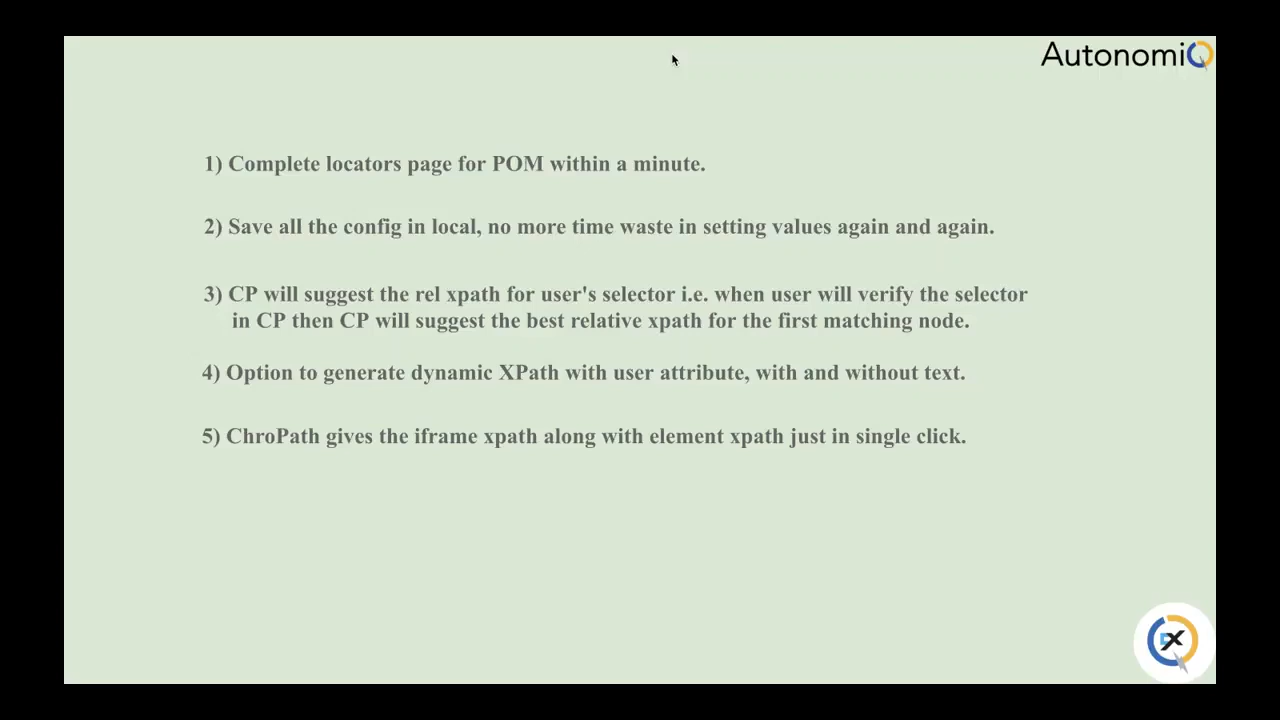 AutonomiQ
1) Complete locators page for POM within a minute.
2) Save all the config in local, no more time waste in setting values again and again.
3) CP will suggest the rel xpath for user's selector i.e. when user will verify the selector
in CP then CP will suggest the best relative xpath for the first matching node.
4) Option to generate dynamic XPath with user attribute, with and without text.
5) ChroPath gives the iframe xpath along with element xpath just in single click.